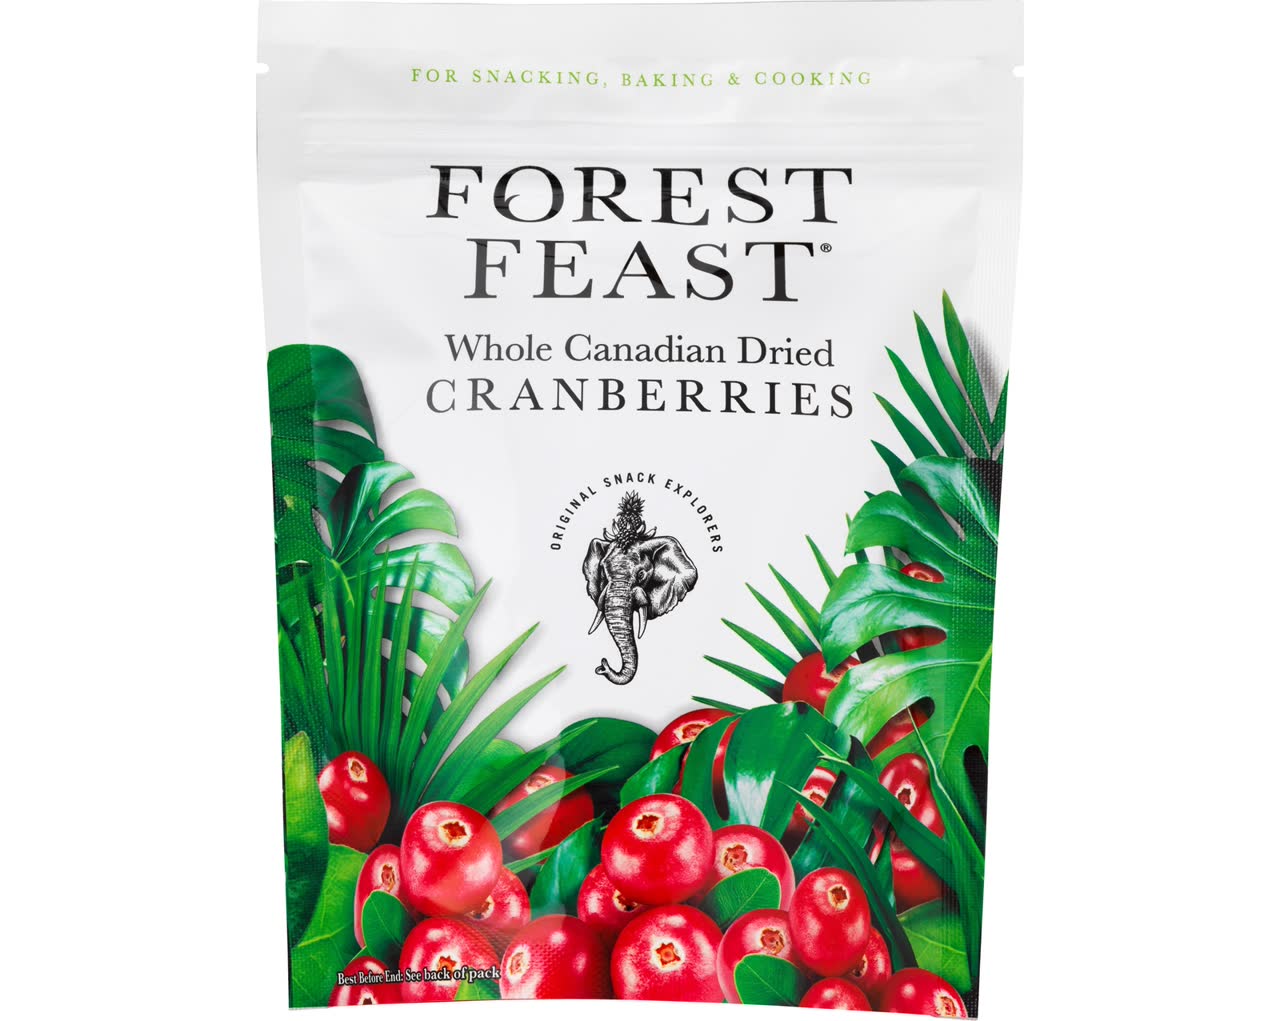 FOR SNACKING, BAKING & COOKING
FOREST
FEAST®
Whole Canadian Dried
CRANBERRIES
ORIGINAL SNACK EXPLORERS
Best Before End: See back of pack